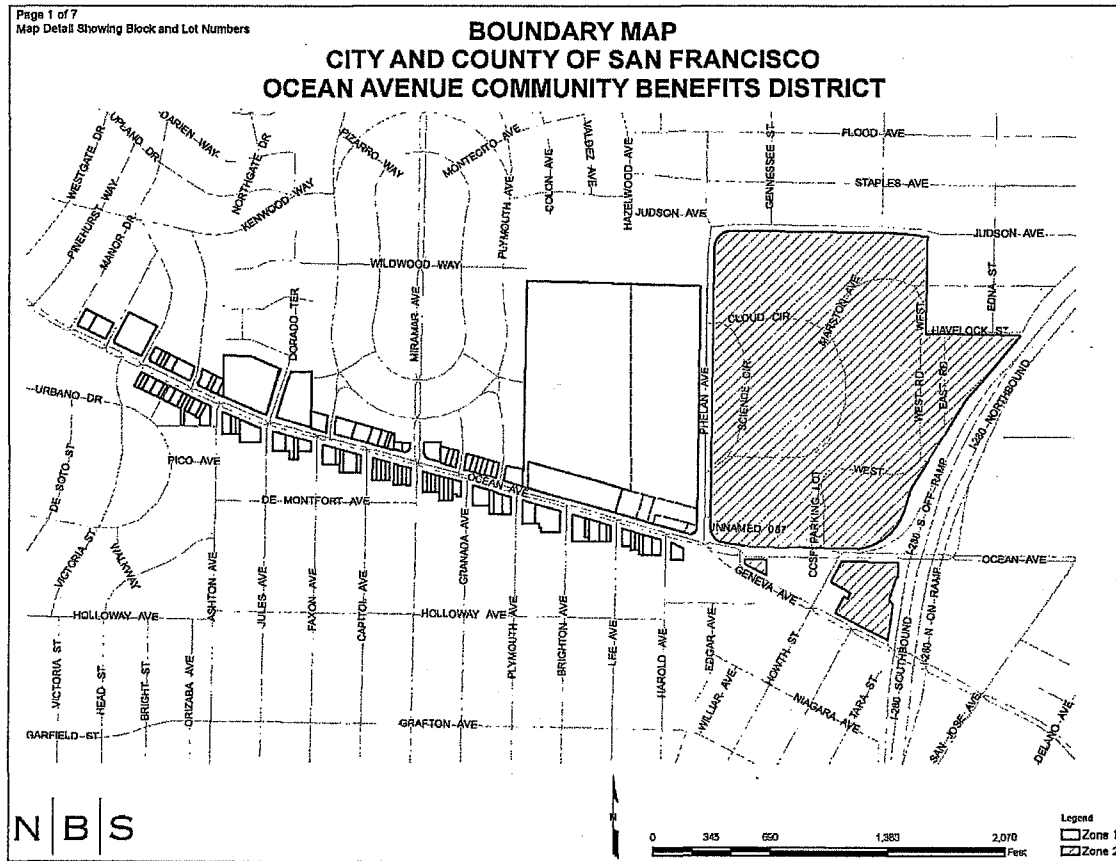 Page 1 of 7
Map Detail Showing Block and Lot Numbers
BOUNDARY MAP
CITY AND COUNTY OF SAN FRANCISCO
OCEAN AVENUE COMMUNITY BENEFITS DISTRICT
WESTGATE DR
UPLAND DR
DARIEN WAY
NORTHGATE DR
PIZARRO WAY
MONTECITO AVE
COLON AVE
VALDEZ AVE
HAZELWOOD AVE
GENNESSEE ST
FLOOD AVE
STAPLES AVE
JUDSON AVE
JUDSON AVE
PINEHURST WAY
MANOR DR
KENWOOD WAY
PLYMOUTH AVE
WILDWOOD WAY
MIRAMAR AVE
DORADO TER
EDNA ST
HAVELOCK ST
CLOUD CIR
MARSTON AVE
WEST
PHELAN AVE
SCIENCE CIR
WEST RD
EAST RD
WEST
I-280 NORTHBOUND
I-280 S OFF RAMP
URBANO DR
PICO AVE
DE SOTO ST
DE MONTFORT AVE
OCEAN AVE
UNNAMED 087
CCSF PARKING LOT
OCEAN AVE
GENEVA AVE
VICTORIA ST
WALKWAY
ASHTON AVE
JULES AVE
FAXON AVE
CAPITOL AVE
GRANADA AVE
PLYMOUTH AVE
BRIGHTON AVE
LEE AVE
HAROLD AVE
EDGAR AVE
HOWTH ST
I-280 N ON RAMP
I-280 SOUTHBOUND
HOLLOWAY AVE
HOLLOWAY AVE
VICTORIA ST
HEAD ST
BRIGHT ST
ORIZABA AVE
GRAFTON AVE
GARFIELD ST
WILLIAR AVE
NIAGARA AVE
TARA ST
SAN JOSE AVE
DELANO AVE
N|B|S
N
0 345 690 1,383 2,070
Feet
Legend
Zone 1
Zone 2